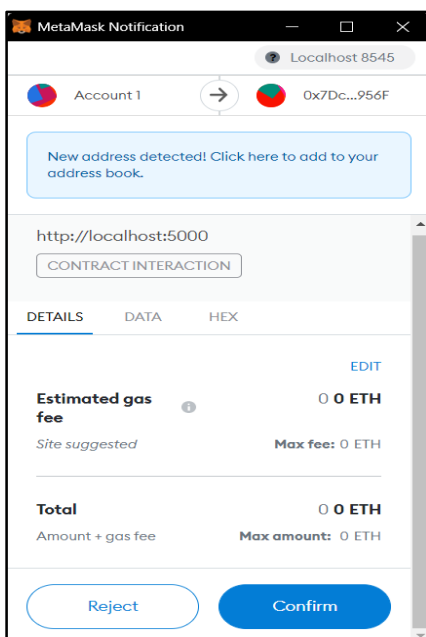 MetaMask Notification
Localhost 8545
Account 1
0x7Dc...956F
New address detected! Click here to add to your
address book.
http://localhost:5000
CONTRACT INTERACTION
DETAILS DATA HEX
EDIT
Estimated gas
fee
0 0 ETH
Site suggested
Max fee: 0 ETH
Total
0 0 ETH
Amount + gas fee
Max amount: 0 ETH
Reject
Confirm